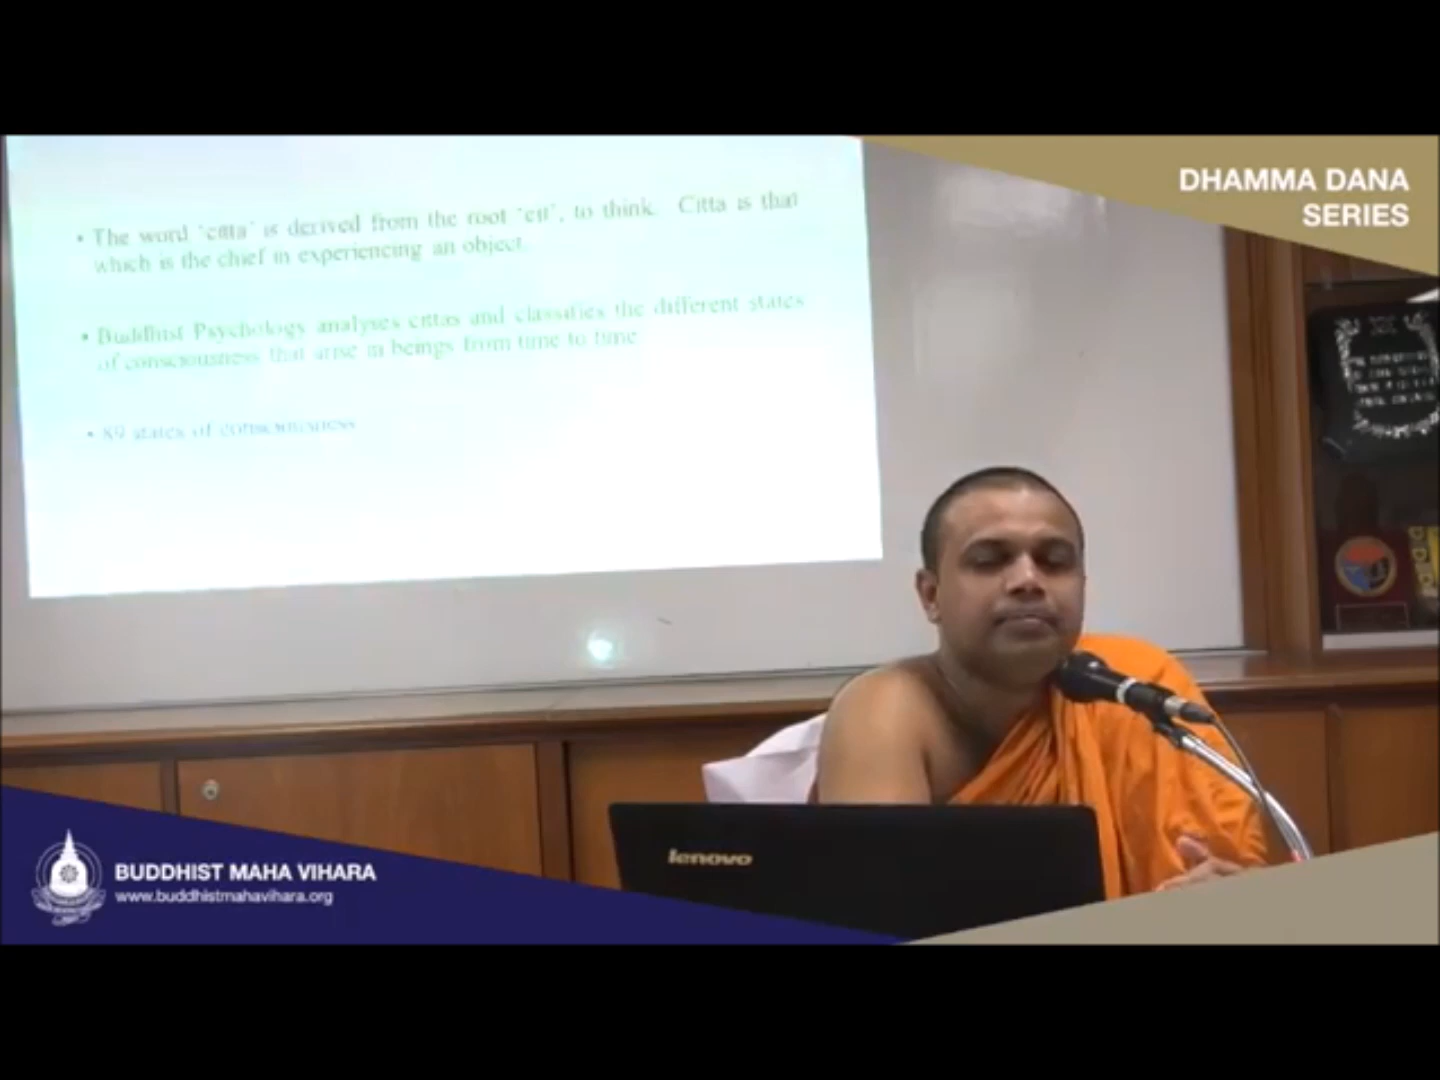 DHAMMA DANA
SERIES
• The word ‘citta’ is derived from the root ‘cit’, to think. Citta is that
which is the chief in experiencing an object.
• Buddhist Psychology analyses cittas and classifies the different states
of consciousness that arise in beings from time to time
• 89 states of consciousness
lenovo
BUDDHIST MAHA VIHARA
www.buddhistmahavihara.org